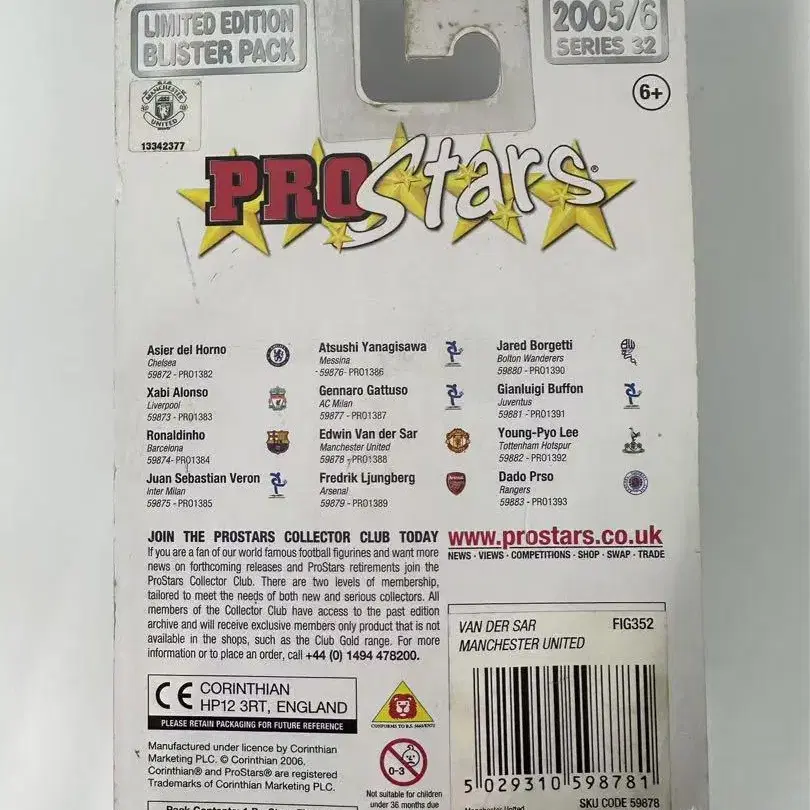 LIMITED EDITION
BLISTER PACK
2005/6
SERIES 32
6+
MANCHESTER
UNITED
13342377
PROStars®
Asier del Horno
Chelsea
59872 - PRO1382
Xabi Alonso
Liverpool
59873 - PRO1383
Ronaldinho
Barcelona
59874 - PRO1384
Juan Sebastian Veron
Inter Milan
59875 - PRO1385
Atsushi Yanagisawa
Messina
59876 - PRO1386
Gennaro Gattuso
AC Milan
59877 - PRO1387
Edwin Van der Sar
Manchester United
59878 - PRO1388
Fredrik Ljungberg
Arsenal
59879 - PRO1389
Jared Borgetti
Bolton Wanderers
59880 - PRO1390
Gianluigi Buffon
Juventus
59881 - PRO1391
Young-Pyo Lee
Tottenham Hotspur
59882 - PRO1392
Dado Prso
Rangers
59883 - PRO1393
JOIN THE PROSTARS COLLECTOR CLUB TODAY
If you are a fan of our world famous football figurines and want more
news on forthcoming releases and ProStars retirements join the
ProStars Collector Club. There are two levels of membership,
tailored to meet the needs of both new and serious collectors. All
members of the Collector Club have access to the past edition
archive and will receive exclusive members only product that is not
available in the shops, such as the Club Gold range. For more
information or to place an order, call +44 (0) 1494 478200.
www.prostars.co.uk
NEWS · VIEWS · COMPETITIONS · SHOP · SWAP · TRADE
VAN DER SAR FIG352
MANCHESTER UNITED
5 029310 598781
SKU CODE 59878
Manchester United
CE CORINTHIAN
HP12 3RT, ENGLAND
PLEASE RETAIN PACKAGING FOR FUTURE REFERENCE
CONFORMS TO B.S.
0-3
Not suitable for children
under 36 months due
Manufactured under licence by Corinthian
Marketing PLC. © Corinthian 2006.
Corinthian® and ProStars® are registered
Trademarks of Corinthian Marketing PLC.